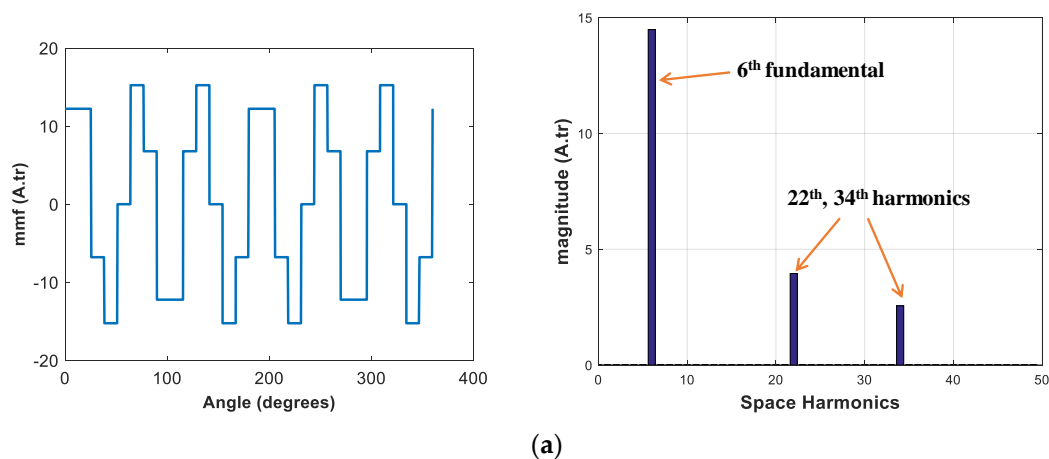 20
10
0
-10
-20
0
100
200
300
400
mmf (A.tr)
Angle (degrees)
15
10
5
0
0
10
20
30
40
50
magnitude (A.tr)
Space Harmonics
6th fundamental
22th, 34th harmonics
(a)